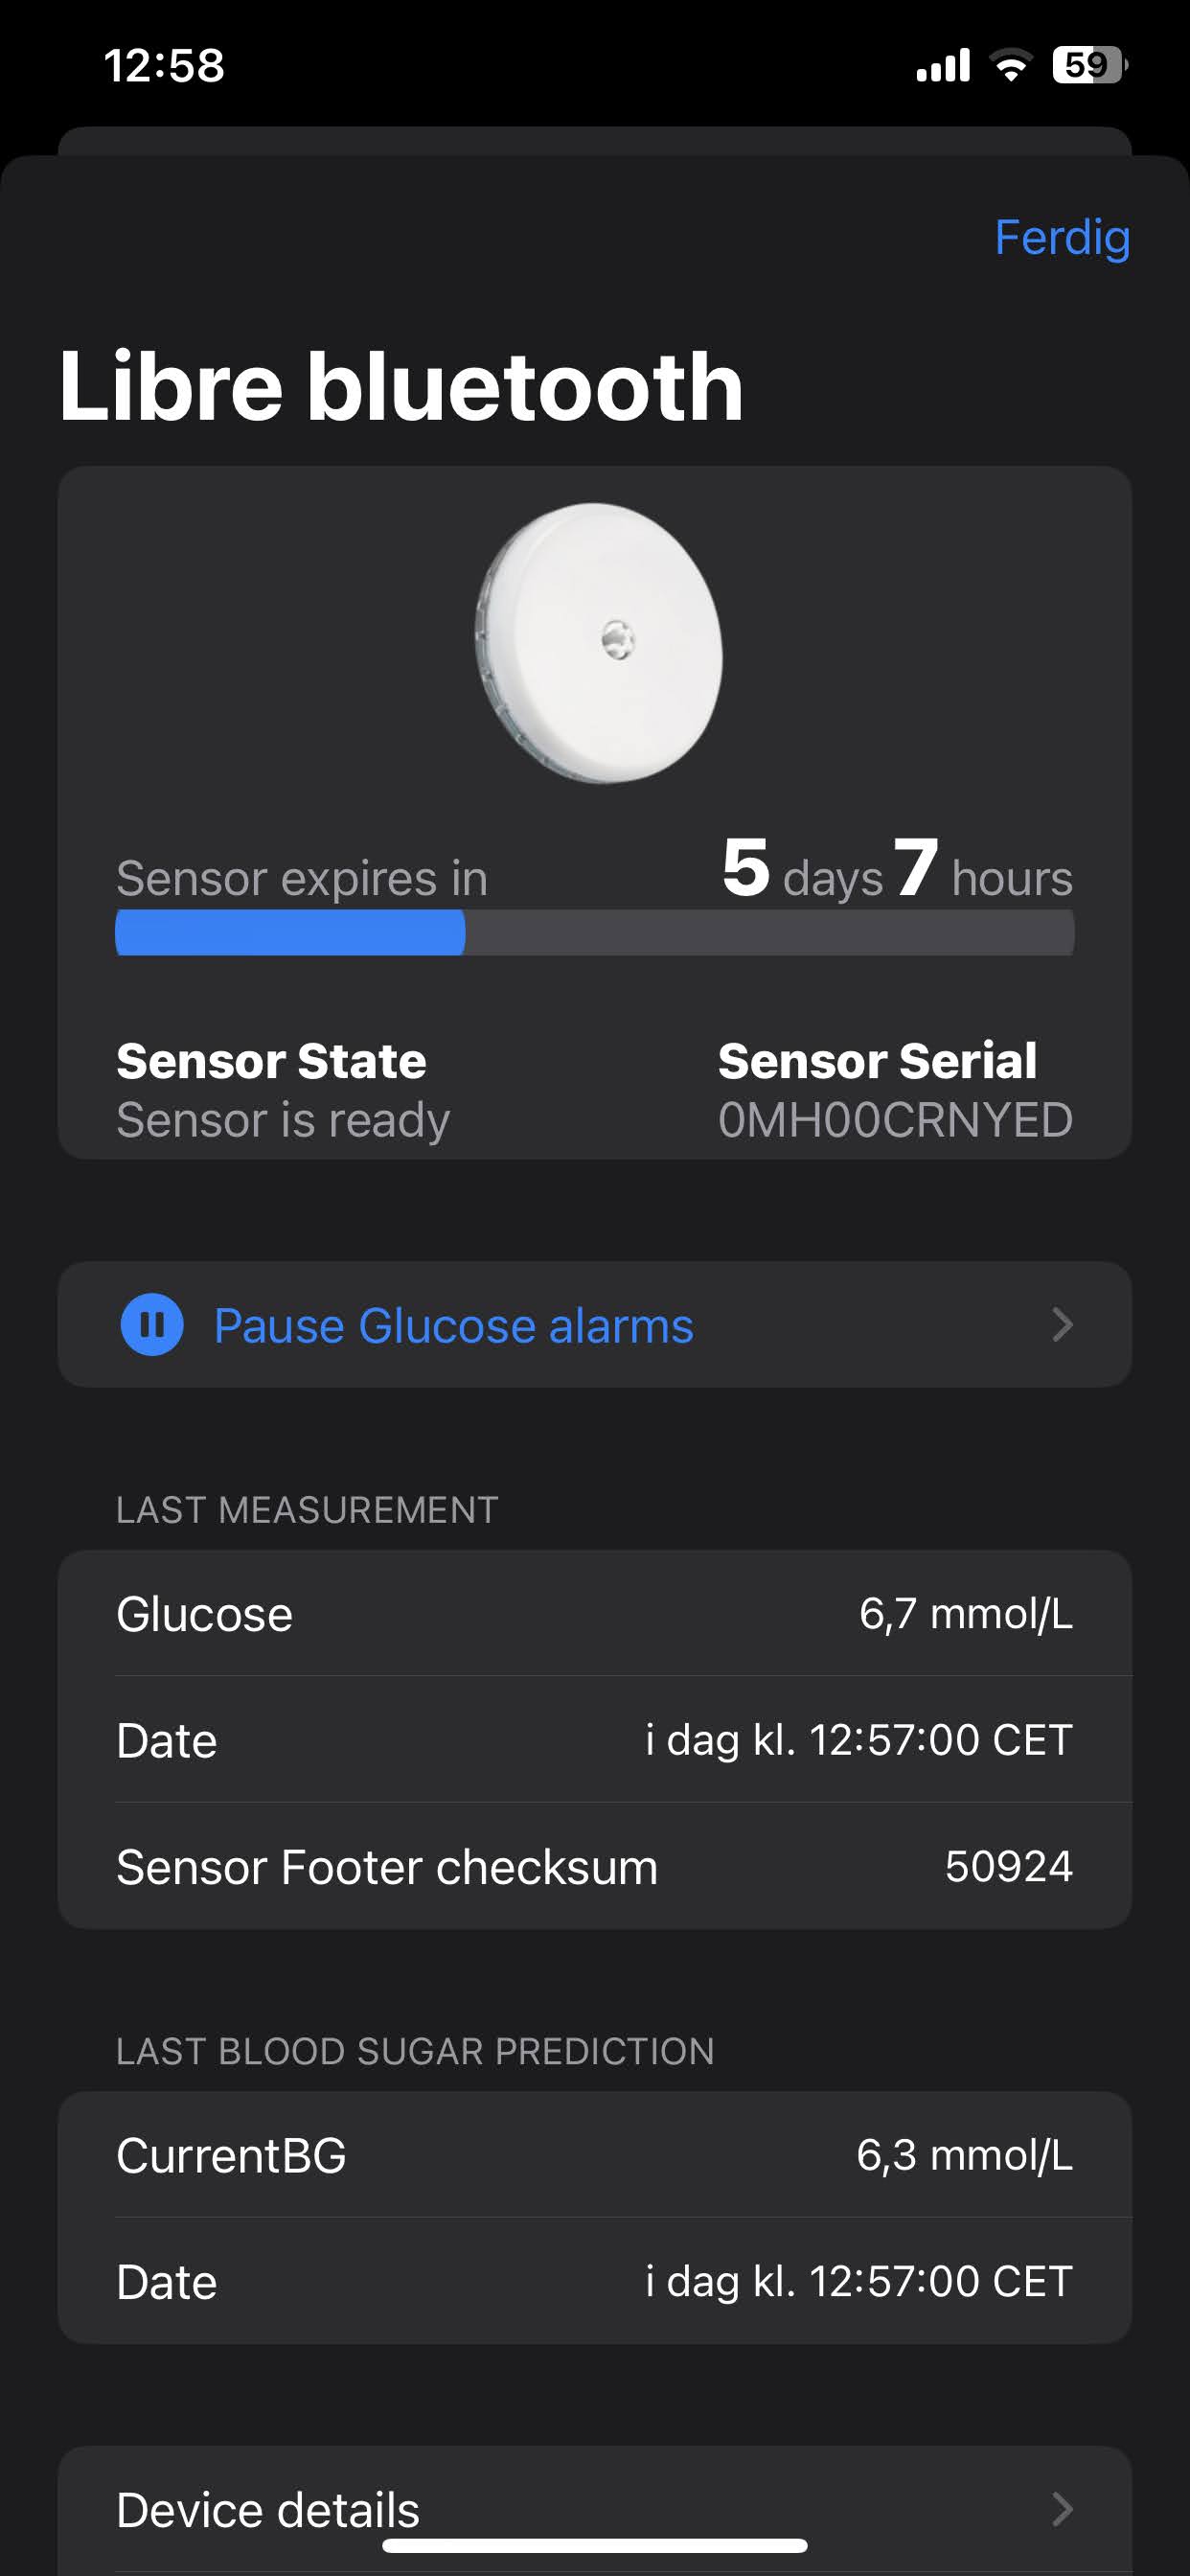 12:58
59
Ferdig
Libre bluetooth
Sensor expires in 5 days 7 hours
Sensor State Sensor Serial
Sensor is ready 0MH00CRNYED
Pause Glucose alarms
LAST MEASUREMENT
Glucose 6,7 mmol/L
Date i dag kl. 12:57:00 CET
Sensor Footer checksum 50924
LAST BLOOD SUGAR PREDICTION
CurrentBG 6,3 mmol/L
Date i dag kl. 12:57:00 CET
Device details